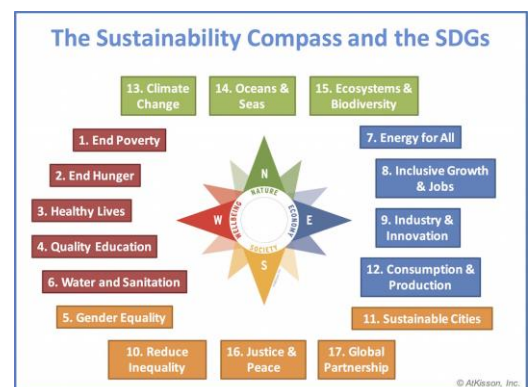 The Sustainability Compass and the SDGs
13. Climate
Change
14. Oceans &
Seas
15. Ecosystems &
Biodiversity
1. End Poverty
2. End Hunger
3. Healthy Lives
4. Quality Education
6. Water and Sanitation
5. Gender Equality
10. Reduce
Inequality
16. Justice &
Peace
17. Global
Partnership
7. Energy for All
8. Inclusive Growth
& Jobs
9. Industry &
Innovation
12. Consumption &
Production
11. Sustainable Cities
N
NATURE
W
WELLBEING
ECONOMY
E
SOCIETY
S
© AtKisson, Inc.